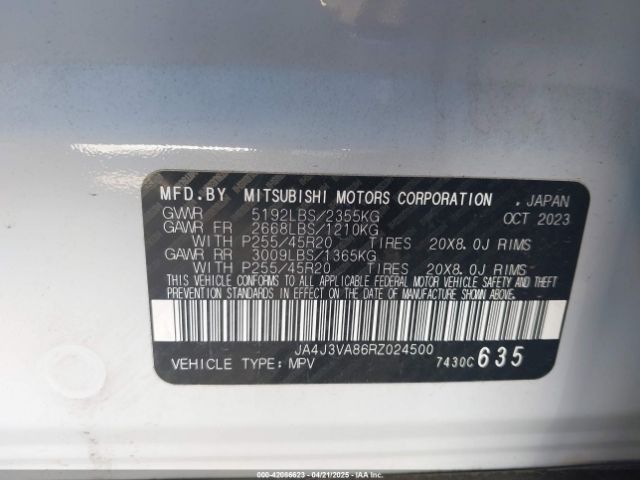 MFD.BY MITSUBISHI MOTORS CORPORATION . JAPAN
GVWR 5192LBS/2355KG OCT 2023
GAWR FR 2668LBS/1210KG
WITH P255/45R20 TIRES 20X8.0J RIMS
GAWR RR 3009LBS/1365KG
WITH P255/45R20 TIRES 20X8.0J RIMS
THIS VEHICLE CONFORMS TO ALL APPLICABLE FEDERAL MOTOR VEHICLE SAFETY AND THEFT
PREVENTION STANDARDS IN EFFECT ON THE DATE OF MANUFACTURE SHOWN ABOVE.
JA4J3VA86RZ024500
VEHICLE TYPE: MPV 7430C 635
000-42086623 - 04/21/2025 - IAA Inc. Copyright